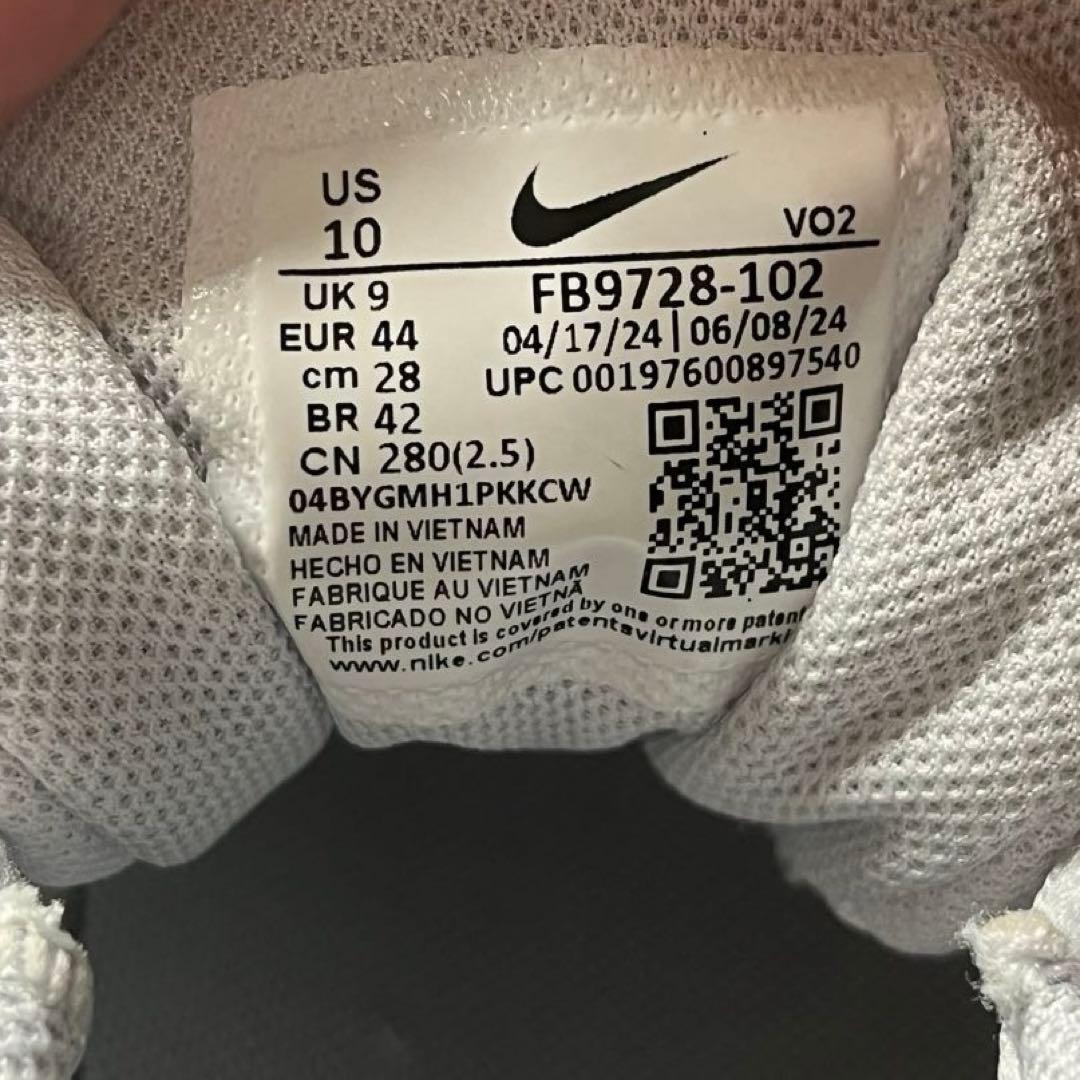 US
10
VO2
UK 9
EUR 44
cm 28
BR 42
CN 280(2.5)
FB9728-102
04/17/24 | 06/08/24
UPC 00197600897540
04BYGMH1PKKCW
MADE IN VIETNAM
HECHO EN VIETNAM
FABRIQUE AU VIETNAM
FABRICADO NO VIETNÃ
This product is covered by one or more patent
www.nike.com/patentsvirtualmark